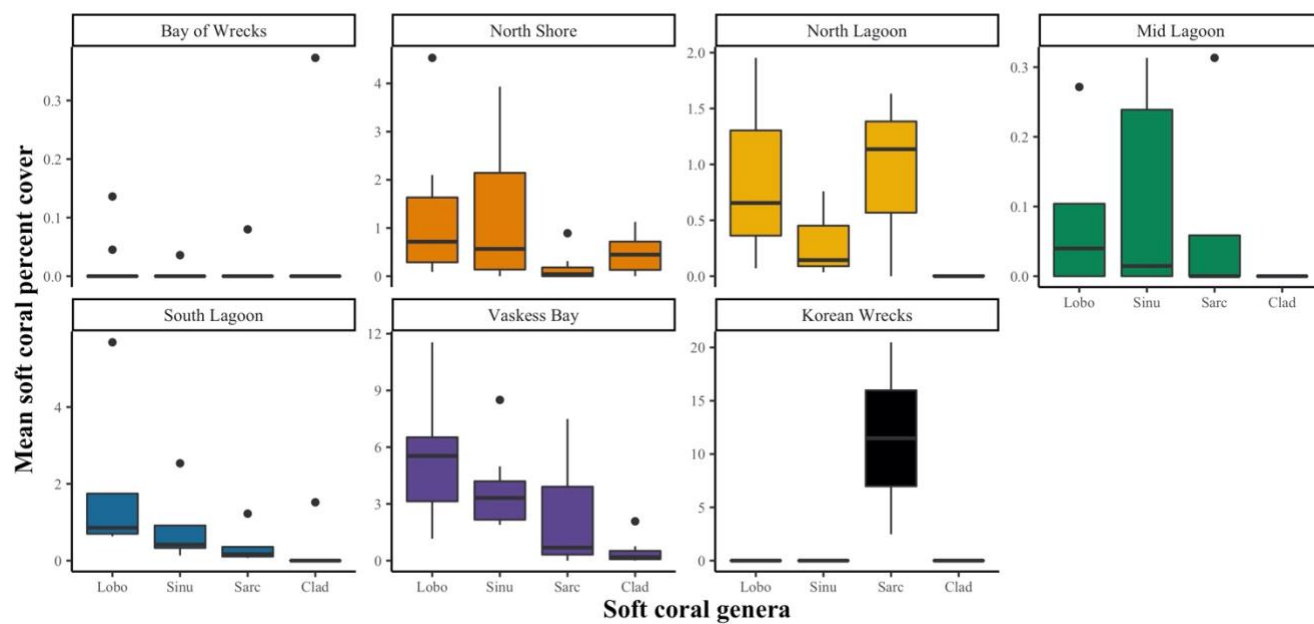 Mean soft coral percent cover
Bay of Wrecks
0.3
0.2
0.1
0.0
North Shore
4
3
2
1
0
North Lagoon
2.0
1.5
1.0
0.5
0.0
Mid Lagoon
0.3
0.2
0.1
0.0
Lobo Sinu Sarc Clad
South Lagoon
4
2
0
Lobo Sinu Sarc Clad
Vaskess Bay
12
9
6
3
0
Lobo Sinu Sarc Clad
Korean Wrecks
20
15
10
5
0
Lobo Sinu Sarc Clad
Soft coral genera